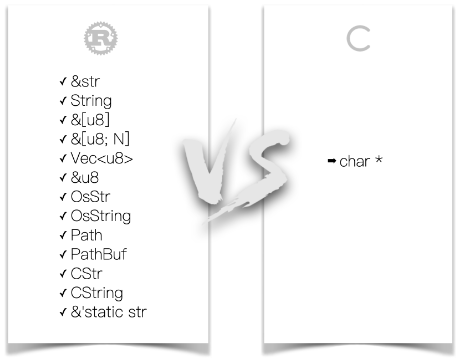 R
C
✓ &str
✓ String
✓ &[u8]
✓ &[u8; N]
✓ Vec<u8>
✓ &u8
✓ OsStr
✓ OsString
✓ Path
✓ PathBuf
✓ CStr
✓ CString
✓ &'static str
VS
➡ char *